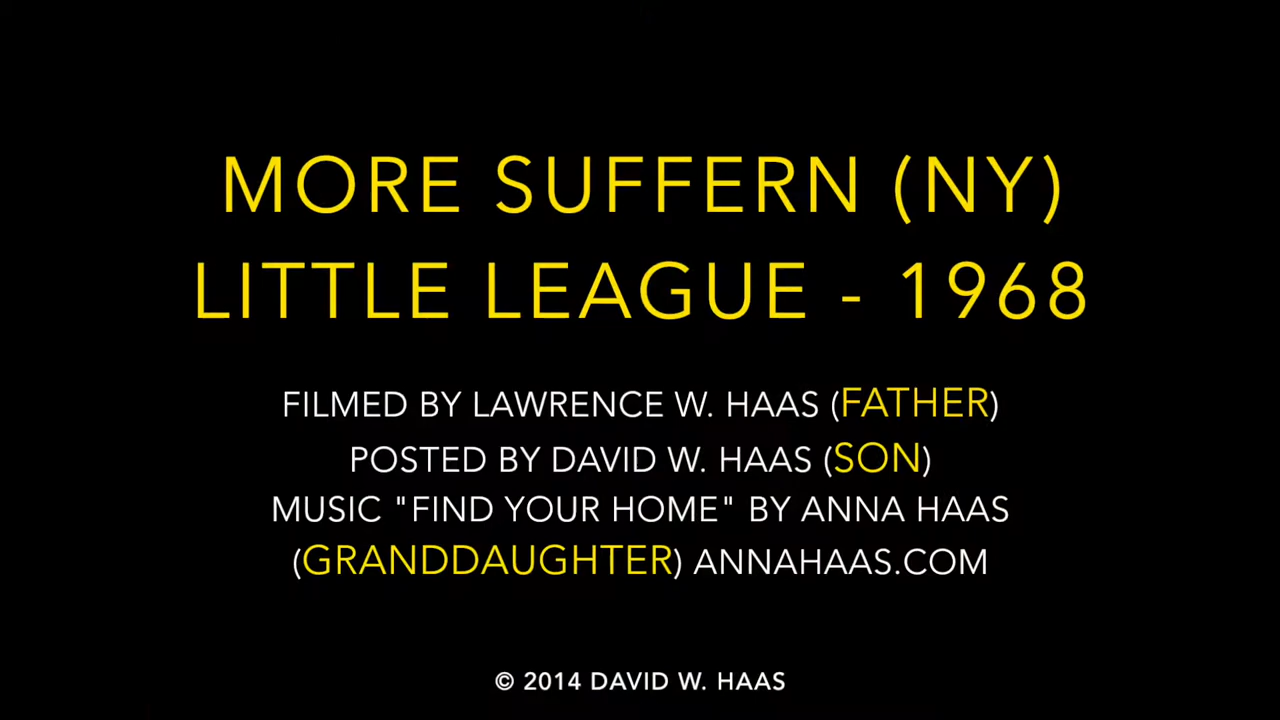 MORE SUFFERN (NY)
LITTLE LEAGUE - 1968
FILMED BY LAWRENCE W. HAAS (FATHER)
POSTED BY DAVID W. HAAS (SON)
MUSIC "FIND YOUR HOME" BY ANNA HAAS
(GRANDDAUGHTER) ANNAHAAS.COM
© 2014 DAVID W. HAAS